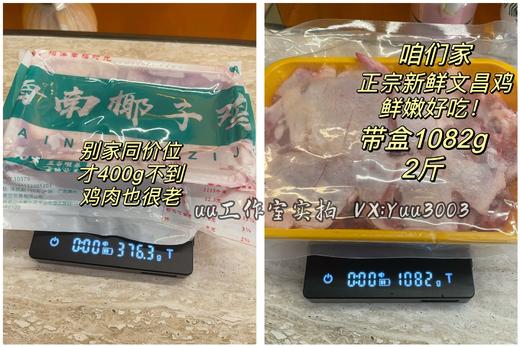 海南椰子鸡
别家同价位
才400g不到
鸡肉也很老
0:00 376.3g T
咱们家
正宗新鲜文昌鸡
鲜嫩好吃!
带盒1082g
2斤
uu工作室实拍 VX:Yuu3003
0:00 1082g T